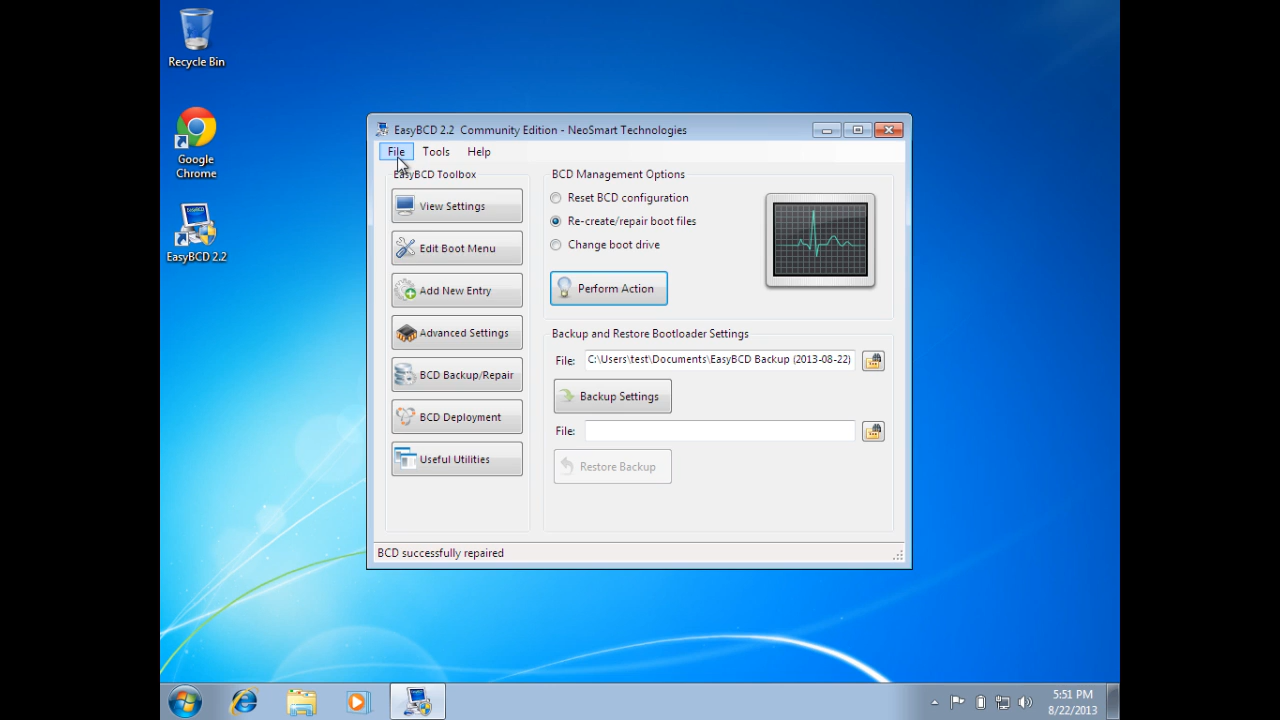 Recycle Bin
Google
Chrome
EasyBCD 2.2
EasyBCD 2.2 Community Edition - NeoSmart Technologies
File
Tools
Help
EasyBCD Toolbox
View Settings
Edit Boot Menu
Add New Entry
Advanced Settings
BCD Backup/Repair
BCD Deployment
Useful Utilities
BCD Management Options
Reset BCD configuration
Re-create/repair boot files
Change boot drive
Perform Action
Backup and Restore Bootloader Settings
File:
C:\Users\test\Documents\EasyBCD Backup (2013-08-22)
Backup Settings
File:
Restore Backup
BCD successfully repaired
5:51 PM
8/22/2013